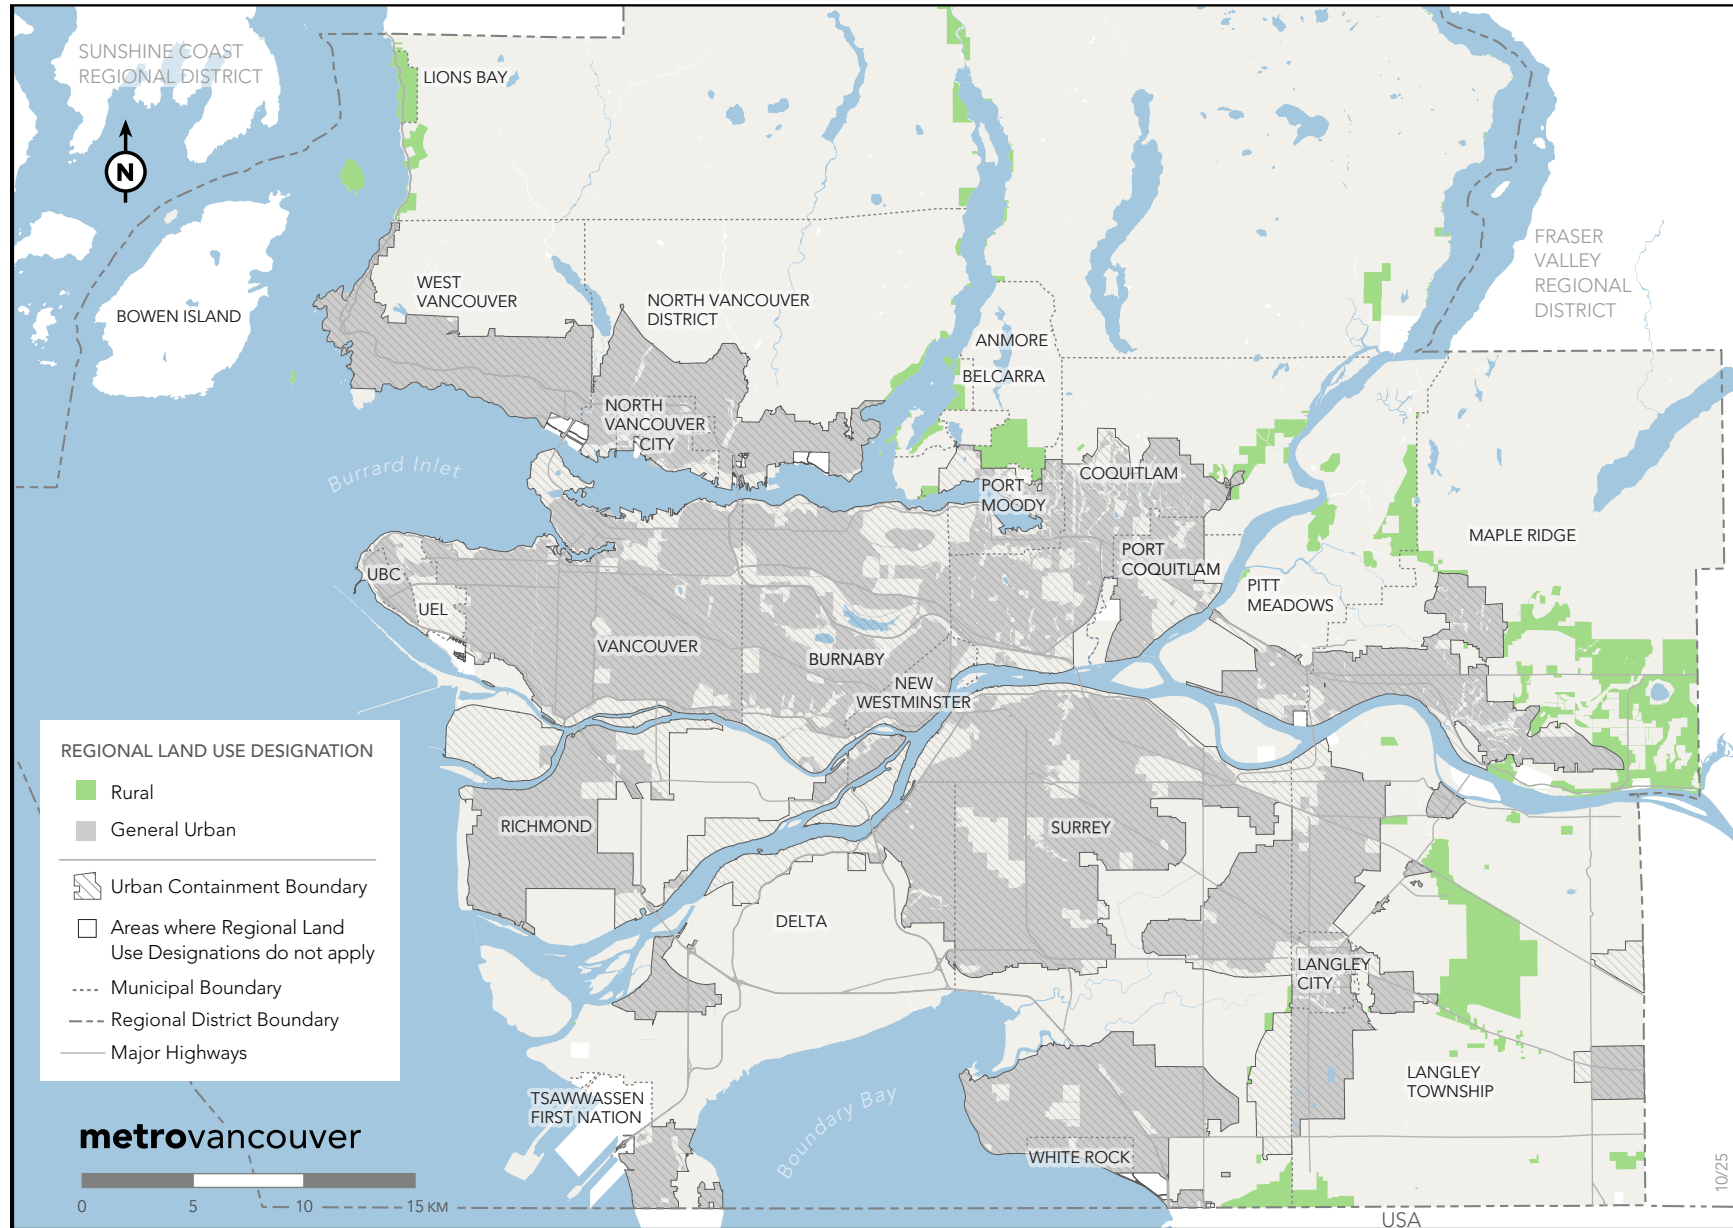 SUNSHINE COAST
REGIONAL DISTRICT
LIONS BAY
N
FRASER
VALLEY
REGIONAL
DISTRICT
WEST
VANCOUVER
NORTH VANCOUVER
DISTRICT
BOWEN ISLAND
ANMORE
BELCARRA
NORTH
VANCOUVER
CITY
Burrard Inlet
COQUITLAM
PORT
MOODY
MAPLE RIDGE
PORT
COQUITLAM
UBC
UEL
PITT
MEADOWS
VANCOUVER
BURNABY
NEW
WESTMINSTER
REGIONAL LAND USE DESIGNATION
Rural
General Urban
Urban Containment Boundary
Areas where Regional Land
Use Designations do not apply
Municipal Boundary
Regional District Boundary
Major Highways
RICHMOND
SURREY
DELTA
LANGLEY
CITY
LANGLEY
TOWNSHIP
TSAWWASSEN
FIRST NATION
Boundary Bay
WHITE ROCK
metrovancouver
0 5 10 15 KM
USA
10/25